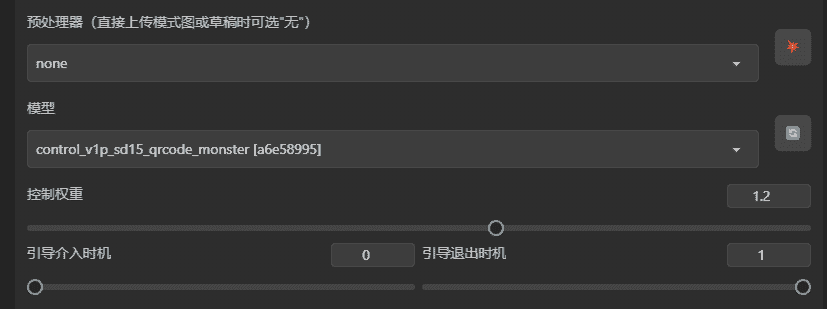 预处理器（直接上传模式图或草稿时可选"无"）
none
模型
control_v1p_sd15_qrcode_monster [a6e58995]
控制权重
1.2
引导介入时机
0
引导退出时机
1